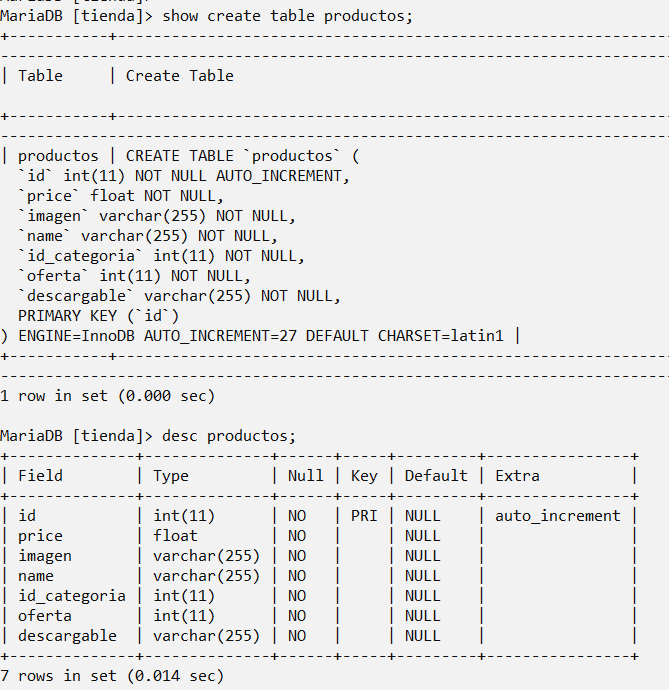 MariaDB [tienda]> show create table productos;
+-----------+-------------------------------------------------------------
--------------------------------------------------------------------------
| Table     | Create Table
+-----------+-------------------------------------------------------------
--------------------------------------------------------------------------
| productos | CREATE TABLE `productos` (
  `id` int(11) NOT NULL AUTO_INCREMENT,
  `price` float NOT NULL,
  `imagen` varchar(255) NOT NULL,
  `name` varchar(255) NOT NULL,
  `id_categoria` int(11) NOT NULL,
  `oferta` int(11) NOT NULL,
  `descargable` varchar(255) NOT NULL,
  PRIMARY KEY (`id`)
) ENGINE=InnoDB AUTO_INCREMENT=27 DEFAULT CHARSET=latin1 |
+-----------+-------------------------------------------------------------
--------------------------------------------------------------------------
1 row in set (0.000 sec)
MariaDB [tienda]> desc productos;
+--------------+--------------+------+-----+---------+----------------+
| Field        | Type         | Null | Key | Default | Extra          |
+--------------+--------------+------+-----+---------+----------------+
| id           | int(11)      | NO   | PRI | NULL    | auto_increment |
| price        | float        | NO   |     | NULL    |                |
| imagen       | varchar(255) | NO   |     | NULL    |                |
| name         | varchar(255) | NO   |     | NULL    |                |
| id_categoria | int(11)      | NO   |     | NULL    |                |
| oferta       | int(11)      | NO   |     | NULL    |                |
| descargable  | varchar(255) | NO   |     | NULL    |                |
+--------------+--------------+------+-----+---------+----------------+
7 rows in set (0.014 sec)